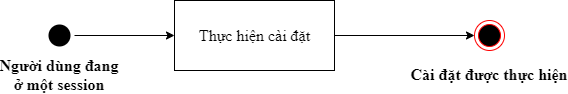 Thực hiện cài đặt
Người dùng đang
ở một session
Cài đặt được thực hiện